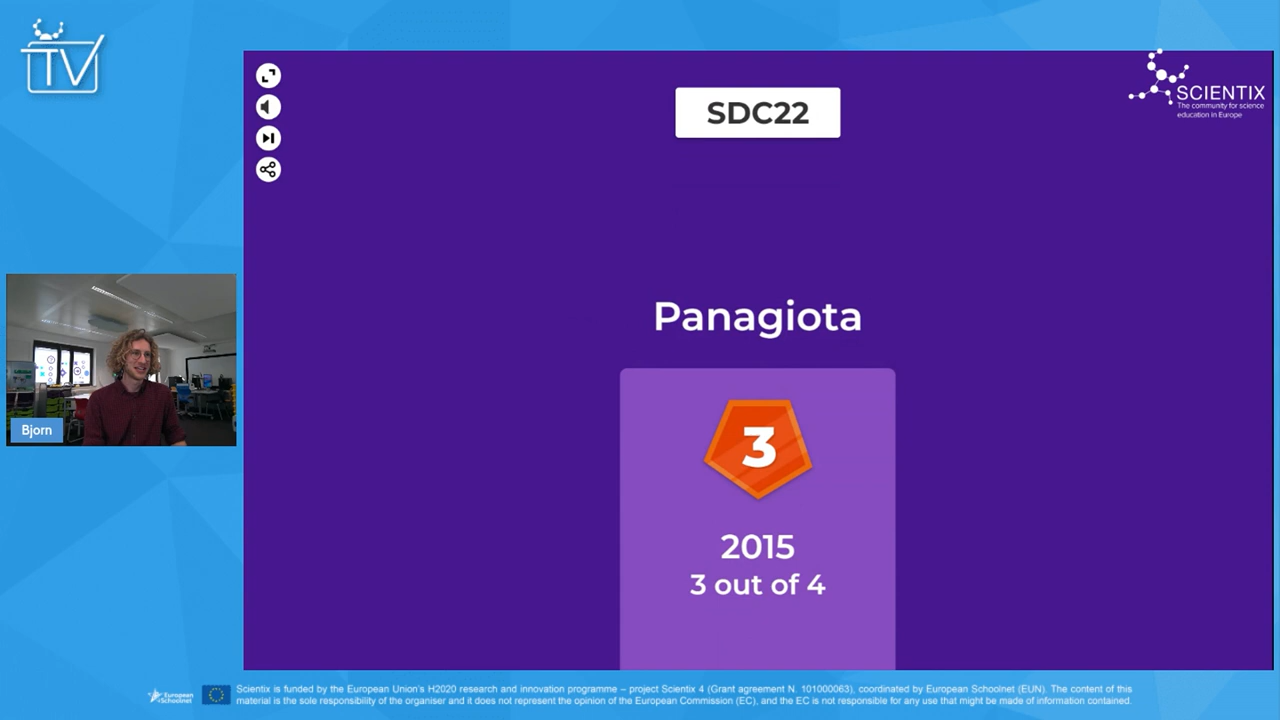 TV
SDC22
SCIENTIX
The community for science
education in Europe
Panagiota
3
2015
3 out of 4
Bjorn
European
Schoolnet
Scientix is funded by the European Union's H2020 research and innovation programme – project Scientix 4 (Grant agreement N. 101000063), coordinated by European Schoolnet (EUN). The content of this
material is the sole responsibility of the organiser and it does not represent the opinion of the European Commission (EC), and the EC is not responsible for any use that might be made of information contained.